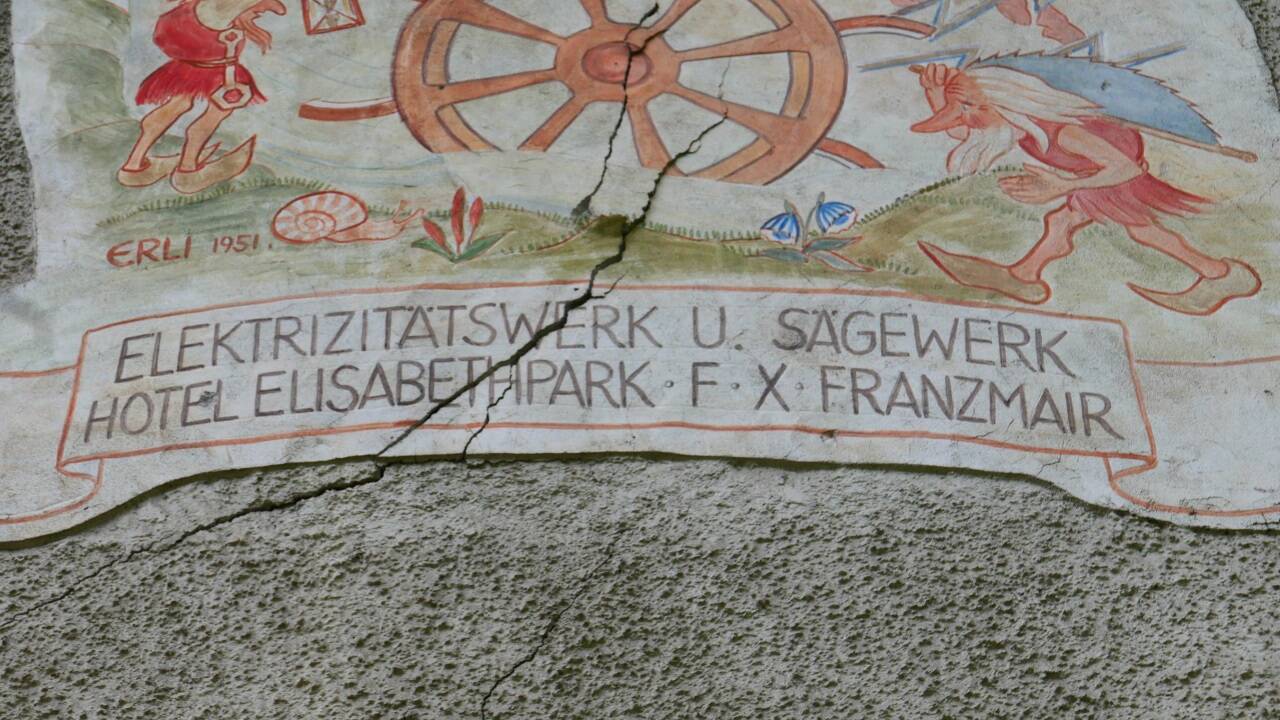 ERLI 1951.
ELEKTRIZITÄTSWERK U. SÄGEWERK
HOTEL ELISABETHPARK · F · X · FRANZMAIR